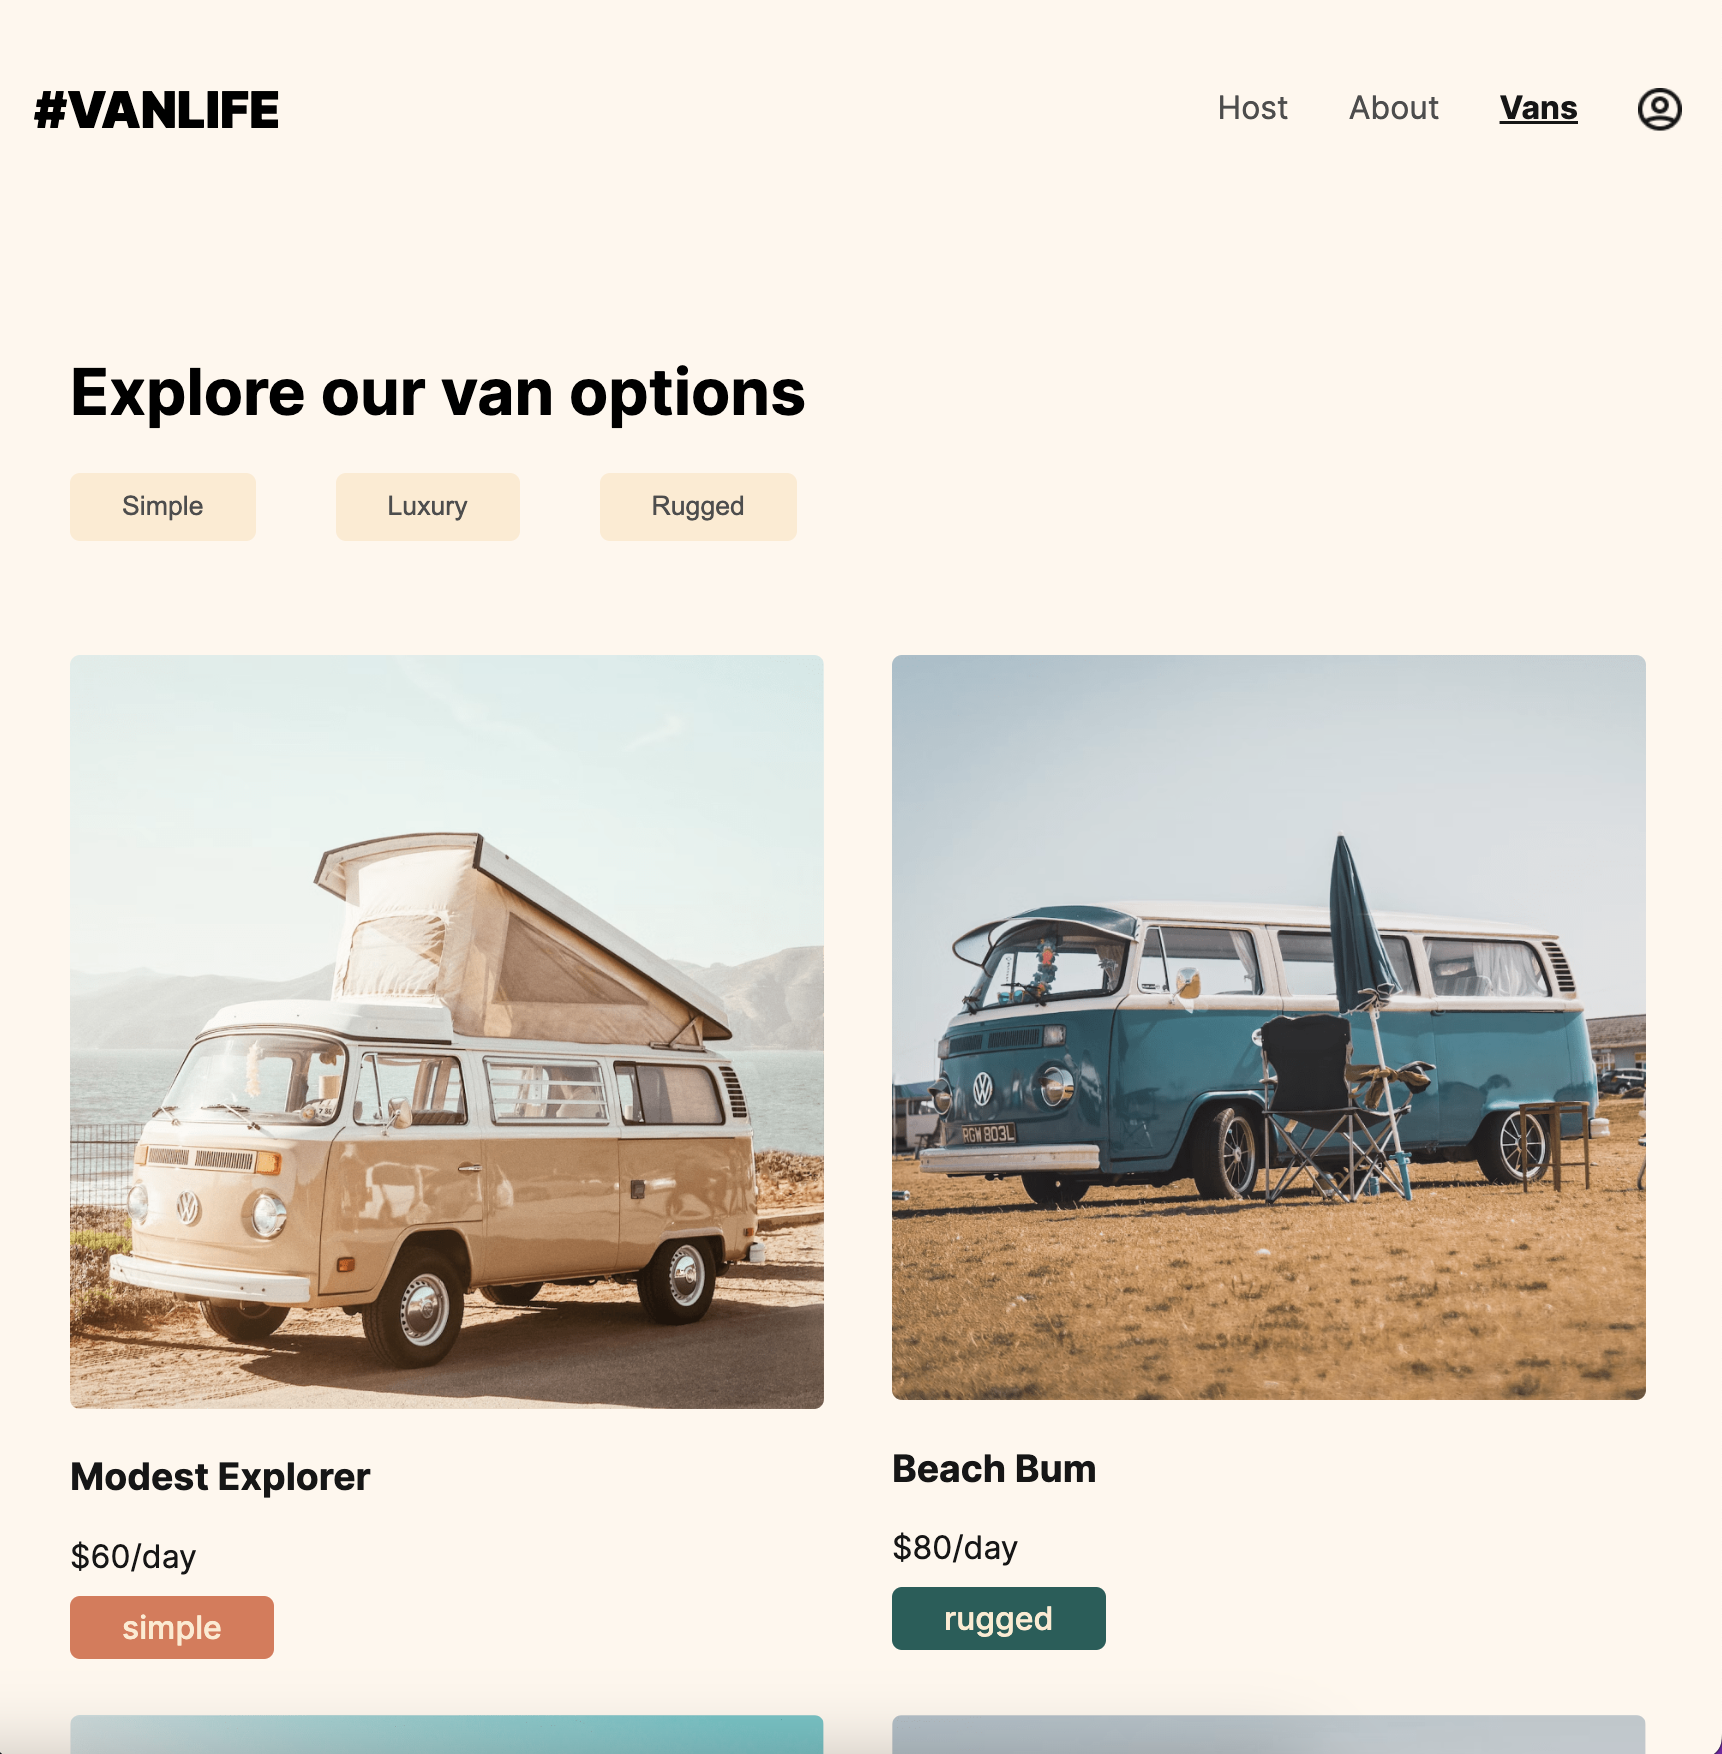 #VANLIFE
Host About Vans
Explore our van options
Simple Luxury Rugged
RGW 803L
Modest Explorer
$60/day
simple
Beach Bum
$80/day
rugged